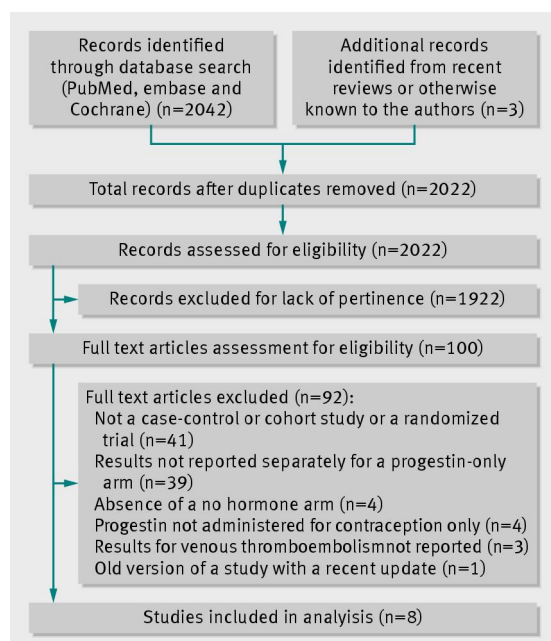 Records identified
through database search
(PubMed, embase and
Cochrane) (n=2042)
Additional records
identified from recent
reviews or otherwise
known to the authors (n=3)
Total records after duplicates removed (n=2022)
Records assessed for eligibility (n=2022)
Records excluded for lack of pertinence (n=1922)
Full text articles assessment for eligibility (n=100)
Full text articles excluded (n=92):
Not a case-control or cohort study or a randomized
trial (n=41)
Results not reported separately for a progestin-only
arm (n=39)
Absence of a no hormone arm (n=4)
Progestin not administered for contraception only (n=4)
Results for venous thromboembolismnot reported (n=3)
Old version of a study with a recent update (n=1)
Studies included in analyisis (n=8)